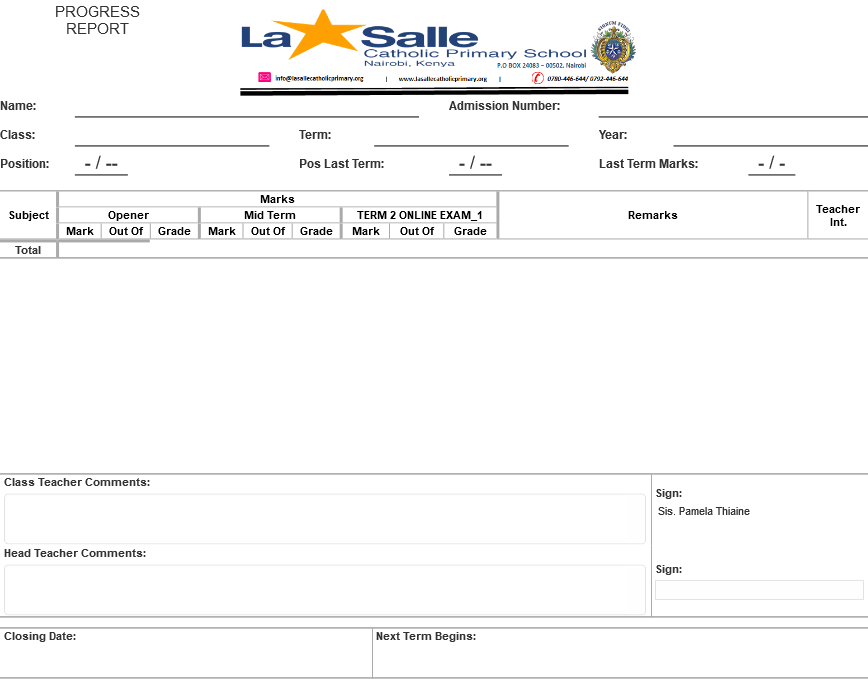 PROGRESS
REPORT
La Salle
Catholic Primary School
Nairobi, Kenya
P.O BOX 24083 – 00502, Nairobi
info@lasallecatholicprimary.org | www.lasallecatholicprimary.org | 0780-446-644/ 0792-446-644
Name: Admission Number:
Class: Term: Year:
Position: - / -- Pos Last Term: - / -- Last Term Marks: - / -
Marks
Subject Opener Mid Term TERM 2 ONLINE EXAM_1 Remarks Teacher Int.
Mark Out Of Grade Mark Out Of Grade Mark Out Of Grade
Total
Class Teacher Comments:
Sign:
Sis. Pamela Thiaine
Head Teacher Comments:
Sign:
Closing Date: Next Term Begins: